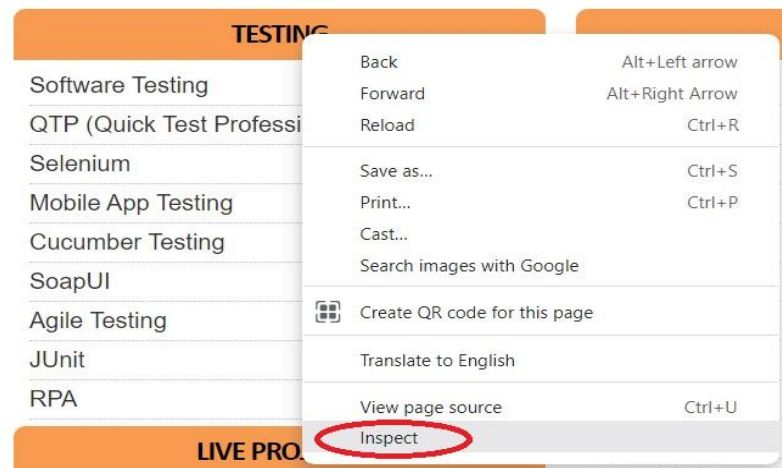 TESTING
Software Testing
QTP (Quick Test Professi
Selenium
Mobile App Testing
Cucumber Testing
SoapUI
Agile Testing
JUnit
RPA
LIVE PRO
Back Alt+Left arrow
Forward Alt+Right Arrow
Reload Ctrl+R
Save as... Ctrl+S
Print... Ctrl+P
Cast...
Search images with Google
Create QR code for this page
Translate to English
View page source Ctrl+U
Inspect